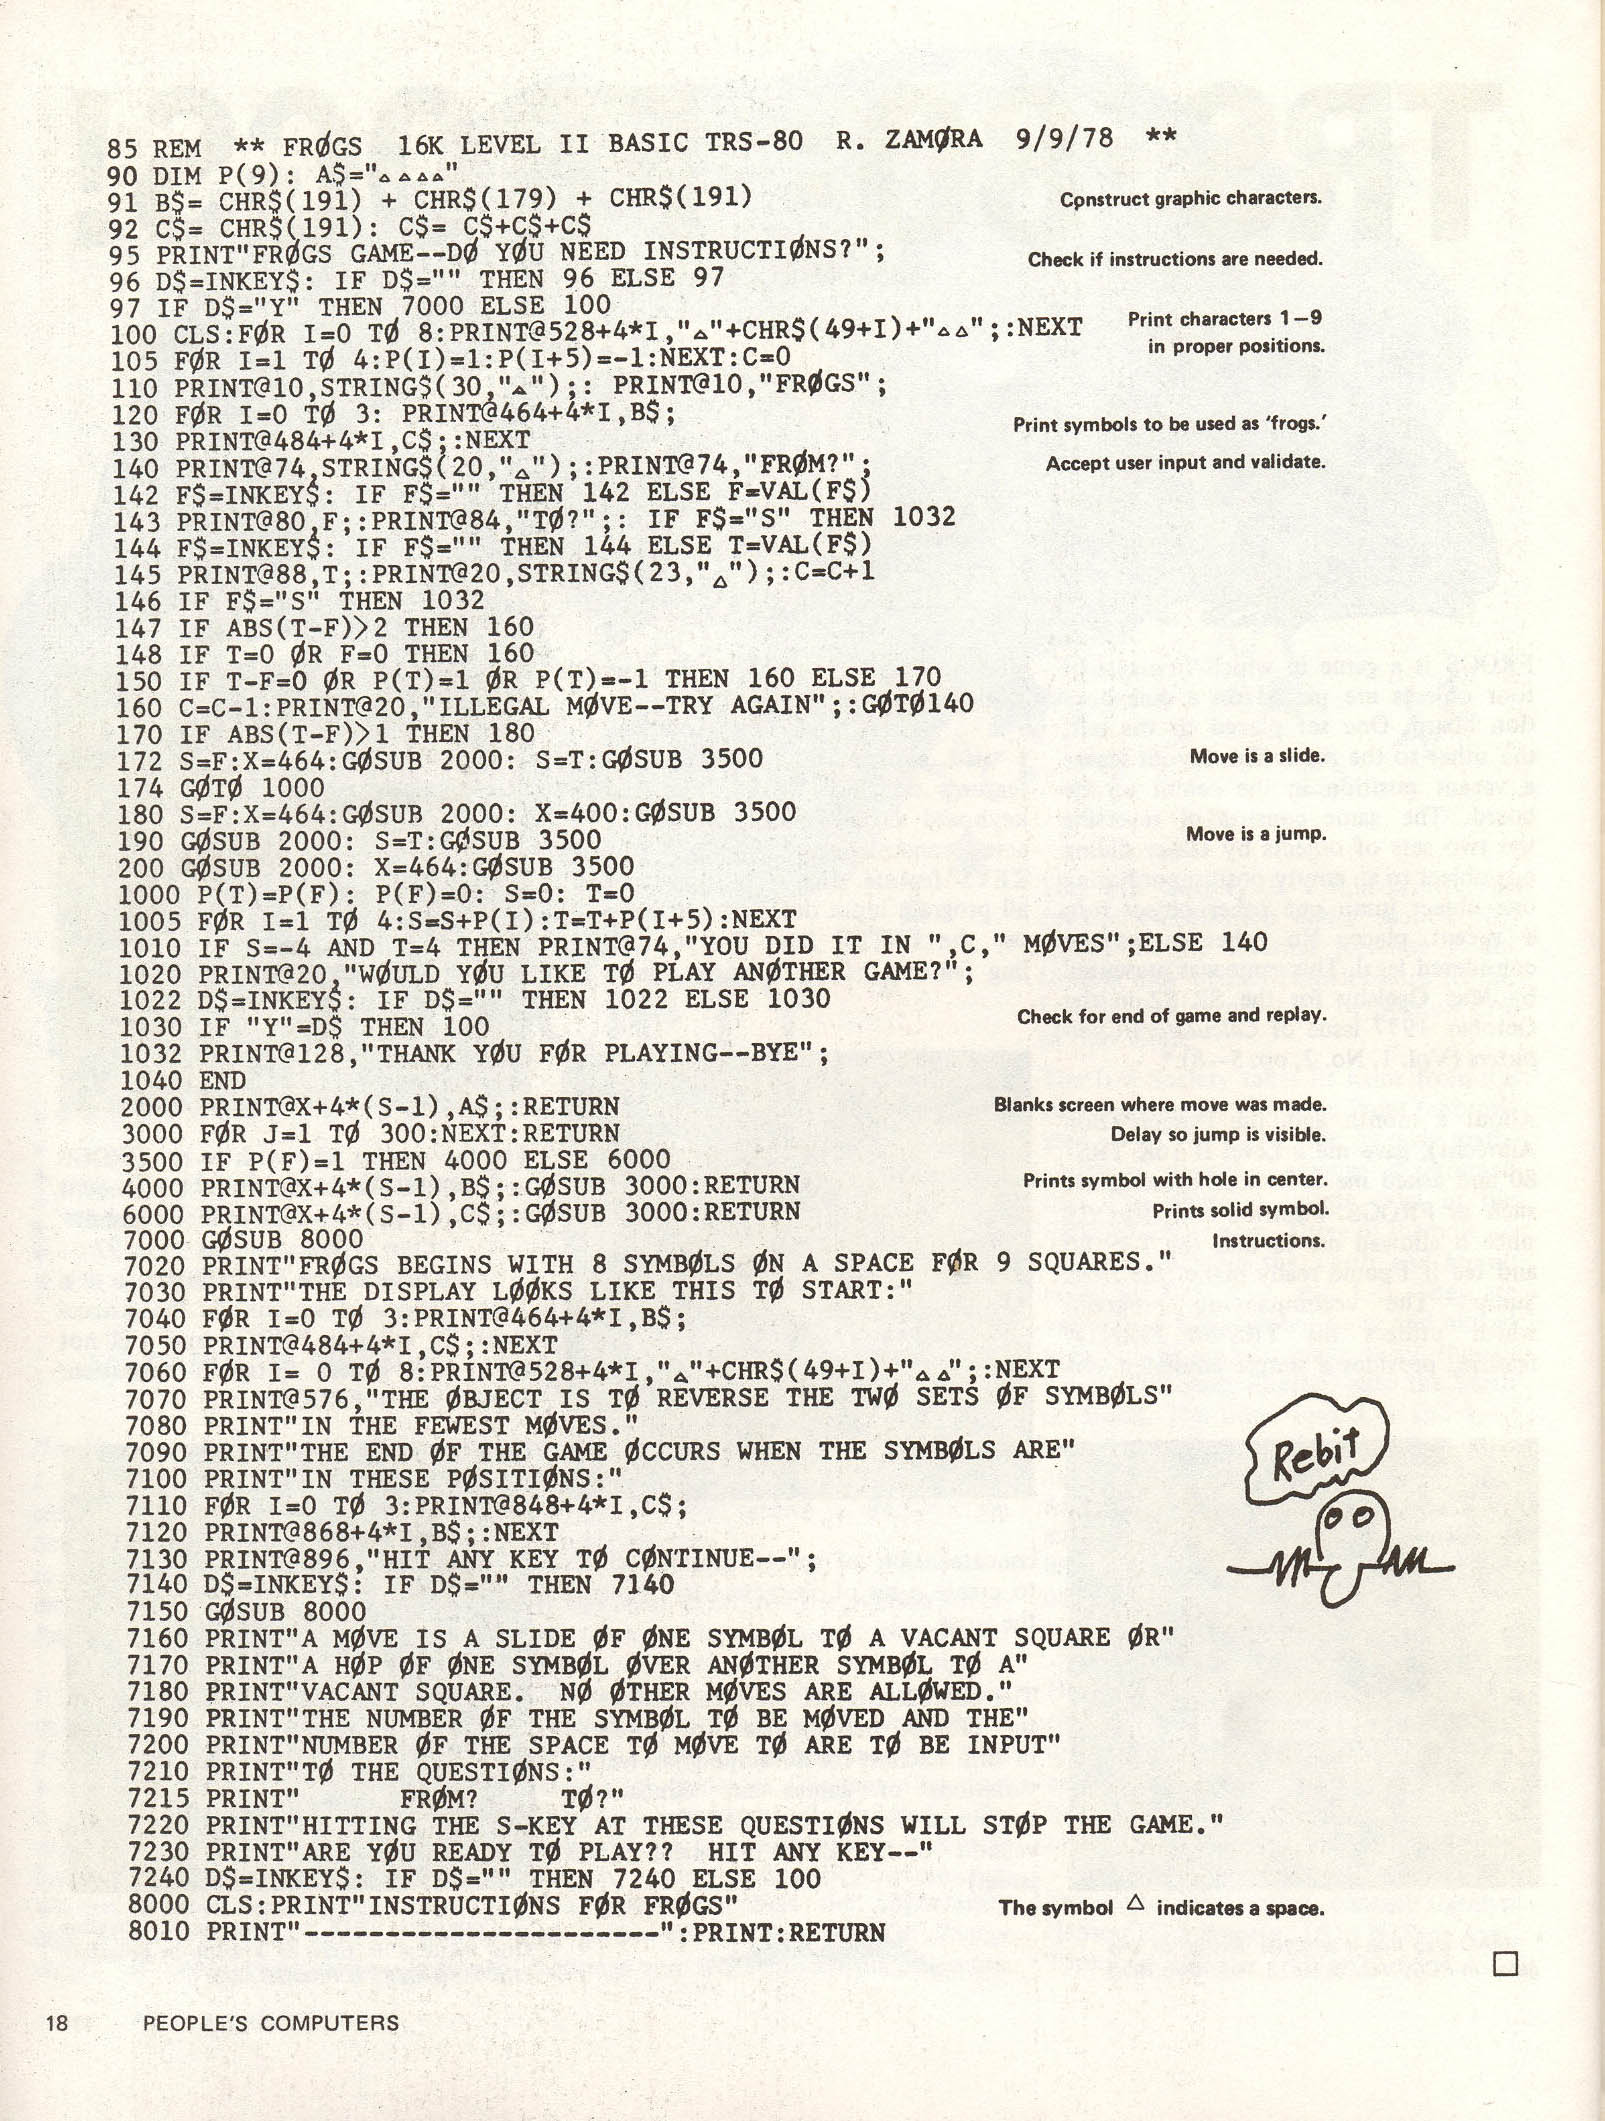 85 REM  ** FRØGS  16K LEVEL II BASIC TRS-80  R. ZAMØRA  9/9/78  **
90 DIM P(9): A$="△△△△"
91 B$= CHR$(191) + CHR$(179) + CHR$(191)
Construct graphic characters.
92 C$= CHR$(191): C$= C$+C$+C$
95 PRINT"FRØGS GAME--DØ YØU NEED INSTRUCTIØNS?";
Check if instructions are needed.
96 D$=INKEY$: IF D$="" THEN 96 ELSE 97
97 IF D$="Y" THEN 7000 ELSE 100
100 CLS:FØR I=0 TØ 8:PRINT@528+4*I,"△"+CHR$(49+I)+"△△";:NEXT
Print characters 1–9
in proper positions.
105 FØR I=1 TØ 4:P(I)=1:P(I+5)=-1:NEXT:C=0
110 PRINT@10,STRING$(30,"△");: PRINT@10,"FRØGS";
120 FØR I=0 TØ 3: PRINT@464+4*I,B$;
Print symbols to be used as 'frogs.'
130 PRINT@484+4*I,C$;:NEXT
140 PRINT@74,STRING$(20,"△");:PRINT@74,"FRØM?";
Accept user input and validate.
142 F$=INKEY$: IF F$="" THEN 142 ELSE F=VAL(F$)
143 PRINT@80,F;:PRINT@84,"TØ?";: IF F$="S" THEN 1032
144 F$=INKEY$: IF F$="" THEN 144 ELSE T=VAL(F$)
145 PRINT@88,T;:PRINT@20,STRING$(23,"△");:C=C+1
146 IF F$="S" THEN 1032
147 IF ABS(T-F)>2 THEN 160
148 IF T=0 ØR F=0 THEN 160
150 IF T-F=0 ØR P(T)=1 ØR P(T)=-1 THEN 160 ELSE 170
160 C=C-1:PRINT@20,"ILLEGAL MØVE--TRY AGAIN";:GØTØ140
170 IF ABS(T-F)>1 THEN 180
172 S=F:X=464:GØSUB 2000: S=T:GØSUB 3500
Move is a slide.
174 GØTØ 1000
180 S=F:X=464:GØSUB 2000: X=400:GØSUB 3500
190 GØSUB 2000: S=T:GØSUB 3500
Move is a jump.
200 GØSUB 2000: X=464:GØSUB 3500
1000 P(T)=P(F): P(F)=0: S=0: T=0
1005 FØR I=1 TØ 4:S=S+P(I):T=T+P(I+5):NEXT
1010 IF S=-4 AND T=4 THEN PRINT@74,"YOU DID IT IN ",C," MØVES";ELSE 140
1020 PRINT@20,"WØULD YØU LIKE TØ PLAY ANØTHER GAME?";
1022 D$=INKEY$: IF D$="" THEN 1022 ELSE 1030
Check for end of game and replay.
1030 IF "Y"=D$ THEN 100
1032 PRINT@128,"THANK YØU FØR PLAYING--BYE";
1040 END
2000 PRINT@X+4*(S-1),A$;:RETURN
Blanks screen where move was made.
3000 FØR J=1 TØ 300:NEXT:RETURN
Delay so jump is visible.
3500 IF P(F)=1 THEN 4000 ELSE 6000
4000 PRINT@X+4*(S-1),B$;:GØSUB 3000:RETURN
Prints symbol with hole in center.
6000 PRINT@X+4*(S-1),C$;:GØSUB 3000:RETURN
Prints solid symbol.
7000 GØSUB 8000
Instructions.
7020 PRINT"FRØGS BEGINS WITH 8 SYMBØLS ØN A SPACE FØR 9 SQUARES."
7030 PRINT"THE DISPLAY LØØKS LIKE THIS TØ START:"
7040 FØR I=0 TØ 3:PRINT@464+4*I,B$;
7050 PRINT@484+4*I,C$;:NEXT
7060 FØR I= 0 TØ 8:PRINT@528+4*I,"△"+CHR$(49+I)+"△△";:NEXT
7070 PRINT@576,"THE ØBJECT IS TØ REVERSE THE TWØ SETS ØF SYMBØLS"
7080 PRINT"IN THE FEWEST MØVES."
7090 PRINT"THE END ØF THE GAME ØCCURS WHEN THE SYMBØLS ARE"
7100 PRINT"IN THESE PØSITIØNS:"
7110 FØR I=0 TØ 3:PRINT@848+4*I,C$;
7120 PRINT@868+4*I,B$;:NEXT
7130 PRINT@896,"HIT ANY KEY TØ CØNTINUE--";
7140 D$=INKEY$: IF D$="" THEN 7140
7150 GØSUB 8000
7160 PRINT"A MØVE IS A SLIDE ØF ØNE SYMBØL TØ A VACANT SQUARE ØR"
7170 PRINT"A HØP ØF ØNE SYMBØL ØVER ANØTHER SYMBØL TØ A"
7180 PRINT"VACANT SQUARE.  NØ ØTHER MØVES ARE ALLØWED."
7190 PRINT"THE NUMBER ØF THE SYMBØL TØ BE MØVED AND THE"
7200 PRINT"NUMBER ØF THE SPACE TØ MØVE TØ ARE TØ BE INPUT"
7210 PRINT"TØ THE QUESTIØNS:"
7215 PRINT"      FRØM?     TØ?"
7220 PRINT"HITTING THE S-KEY AT THESE QUESTIØNS WILL STØP THE GAME."
7230 PRINT"ARE YØU READY TØ PLAY??  HIT ANY KEY--"
7240 D$=INKEY$: IF D$="" THEN 7240 ELSE 100
8000 CLS:PRINT"INSTRUCTIØNS FØR FRØGS"
The symbol △ indicates a space.
8010 PRINT"----------------------":PRINT:RETURN
Rebit
18 PEOPLE'S COMPUTERS